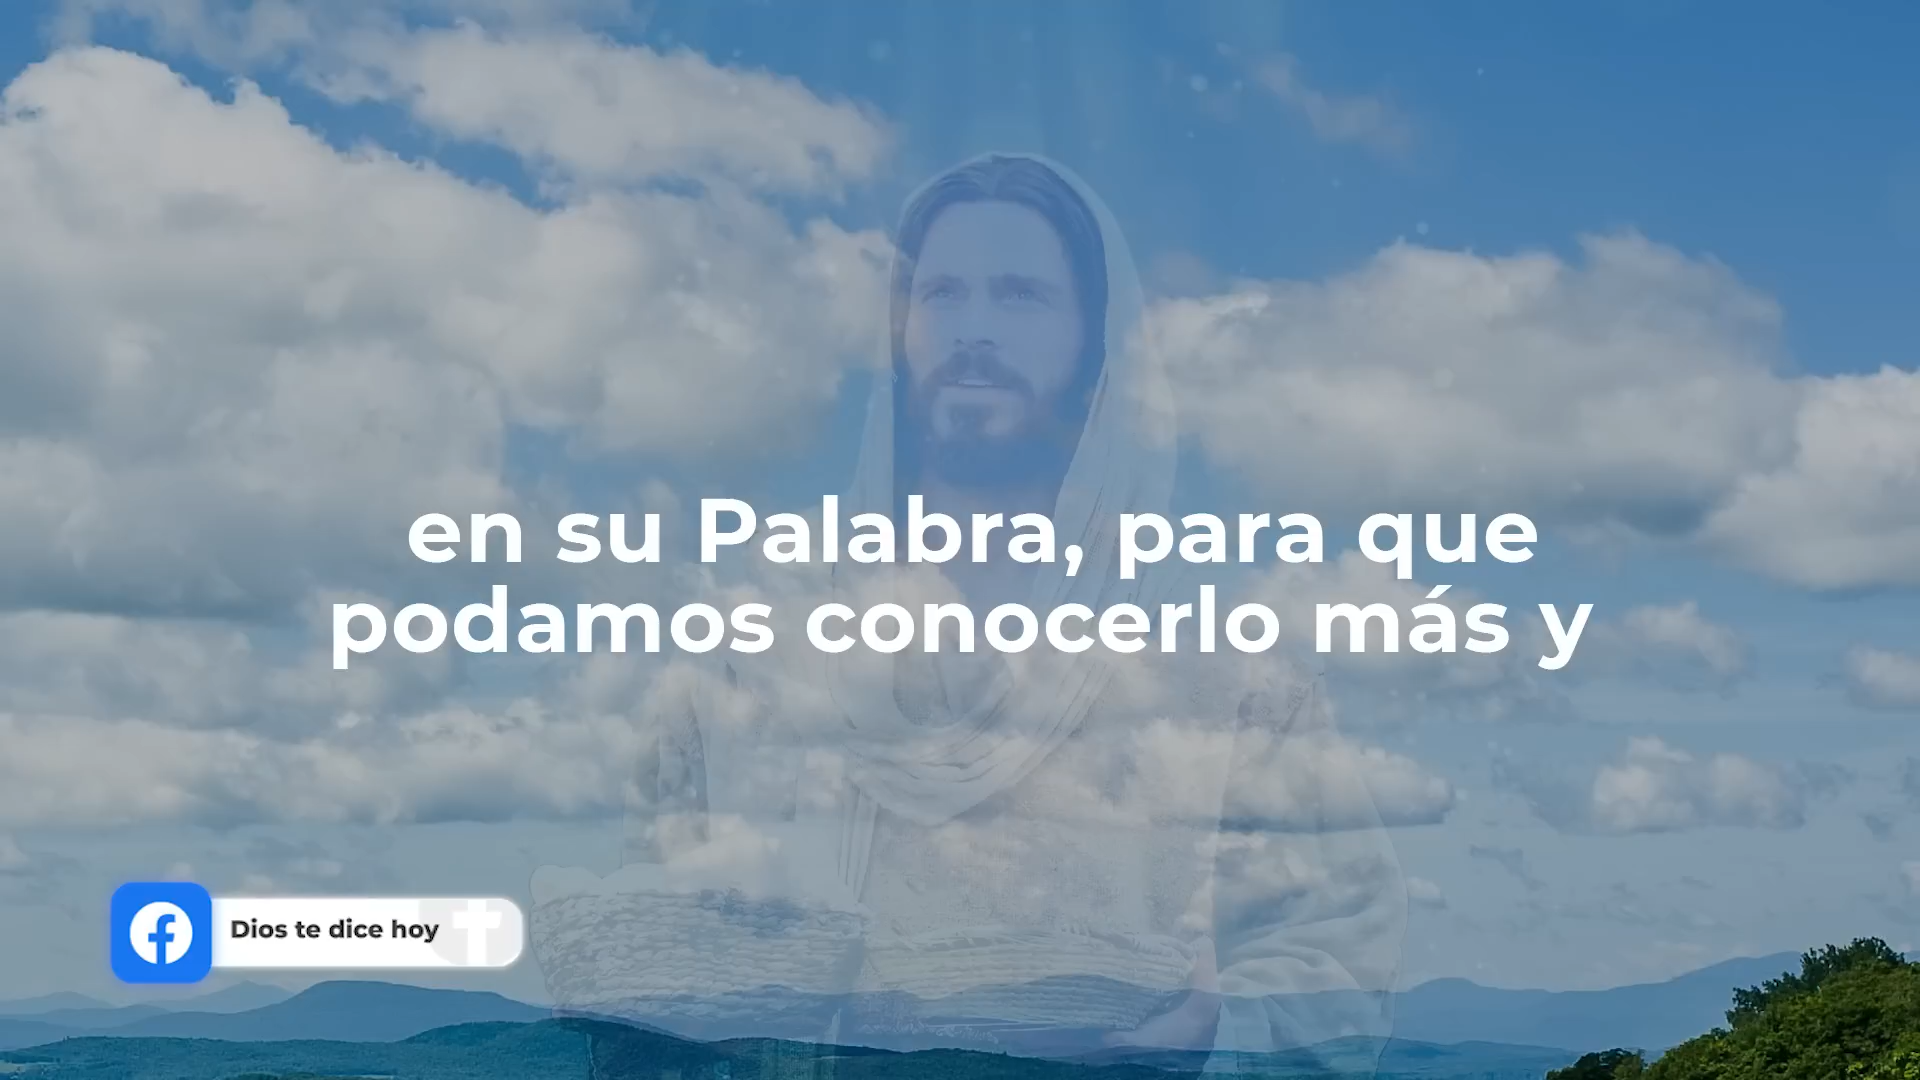 en su Palabra, para que
podamos conocerlo más y
Dios te dice hoy